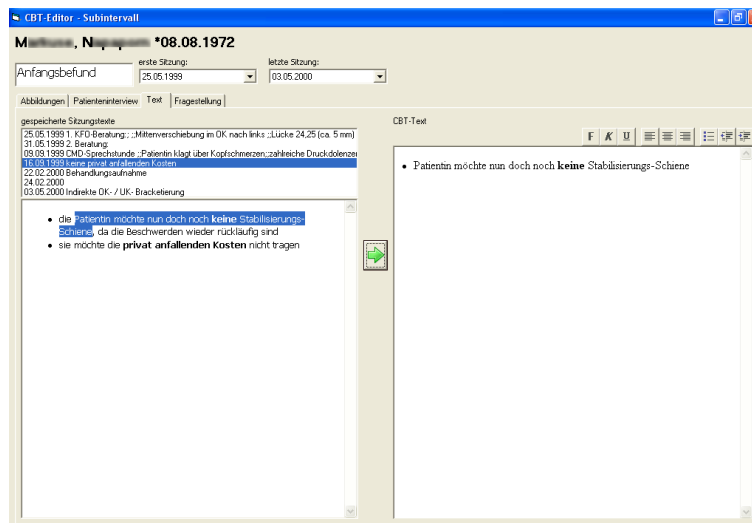 CBT-Editor - Subintervall
*08.08.1972
erste Sitzung:
letzte Sitzung:
Anfangsbefund
25.05.1999
03.05.2000
Abbildungen
Patienteninterview
Text
Fragestellung
gespeicherte Sitzungstexte
25.05.1999 1. KFO-Beratung:; ;;Mittenverschiebung im OK nach links ;;Lücke 24,25 (ca. 5 mm)
31.05.1999 2. Beratung:
09.09.1999 CMD-Sprechstunde ;;Patientin klagt über Kopfschmerzen;;zahlreiche Druckdolenzen
16.09.1999 keine privat anfallenden Kosten
22.02.2000 Behandlungsaufnahme
24.02.2000
03.05.2000 Indirekte OK- / UK- Bracketierung
• die Patientin möchte nun doch noch keine Stabilisierungs-
Schiene, da die Beschwerden wieder rückläufig sind
• sie möchte die privat anfallenden Kosten nicht tragen
CBT-Text
F K U
• Patientin möchte nun doch noch keine Stabilisierungs-Schiene